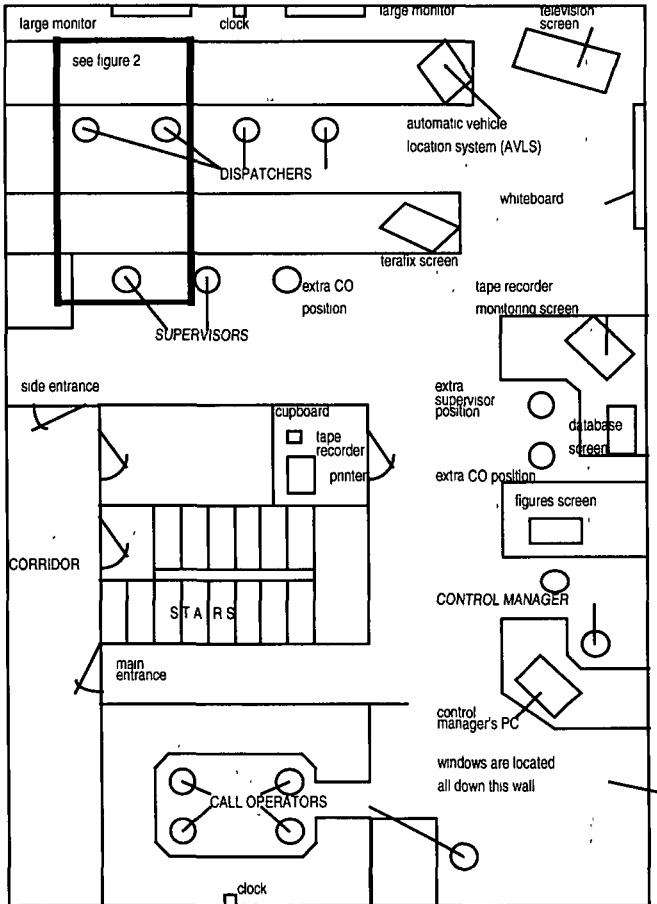 large monitor
clock
large monitor
television
screen
see figure 2
automatic vehicle
location system (AVLS)
DISPATCHERS
whiteboard
terafix screen
extra CO
position
tape recorder
monitoring screen
SUPERVISORS
side entrance
extra
supervisor
position
cupboard
tape
recorder
printer
database
screen
extra CO position
figures screen
CORRIDOR
CONTROL MANAGER
STAIRS
main
entrance
control
manager's PC
windows are located
all down this wall
CALL OPERATORS
clock